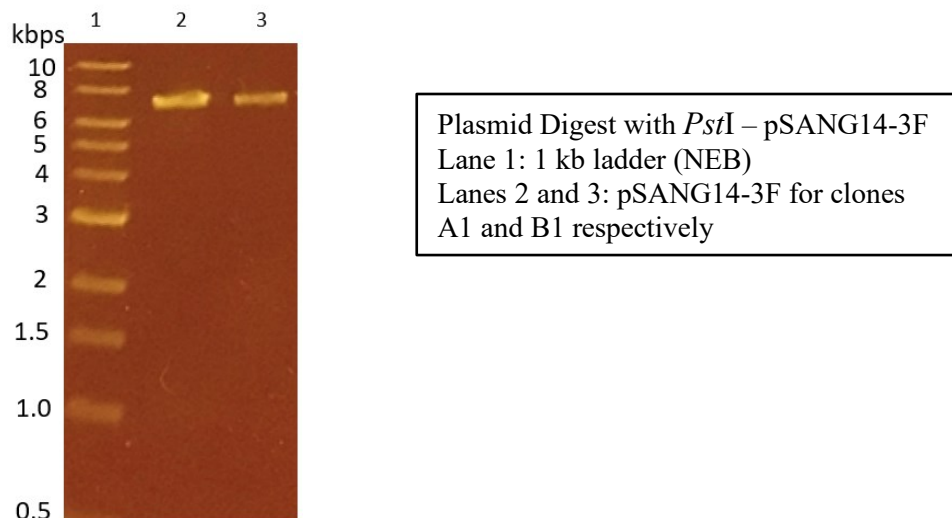 1 2 3
kbps
10
8
6
5
4
3
2
1.5
1.0
0.5
Plasmid Digest with PstI – pSANG14-3F
Lane 1: 1 kb ladder (NEB)
Lanes 2 and 3: pSANG14-3F for clones
A1 and B1 respectively